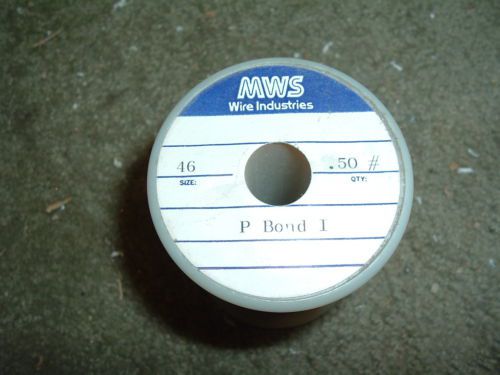 MWS
Wire Industries
46 .50 #
SIZE: QTY:
P Bond I